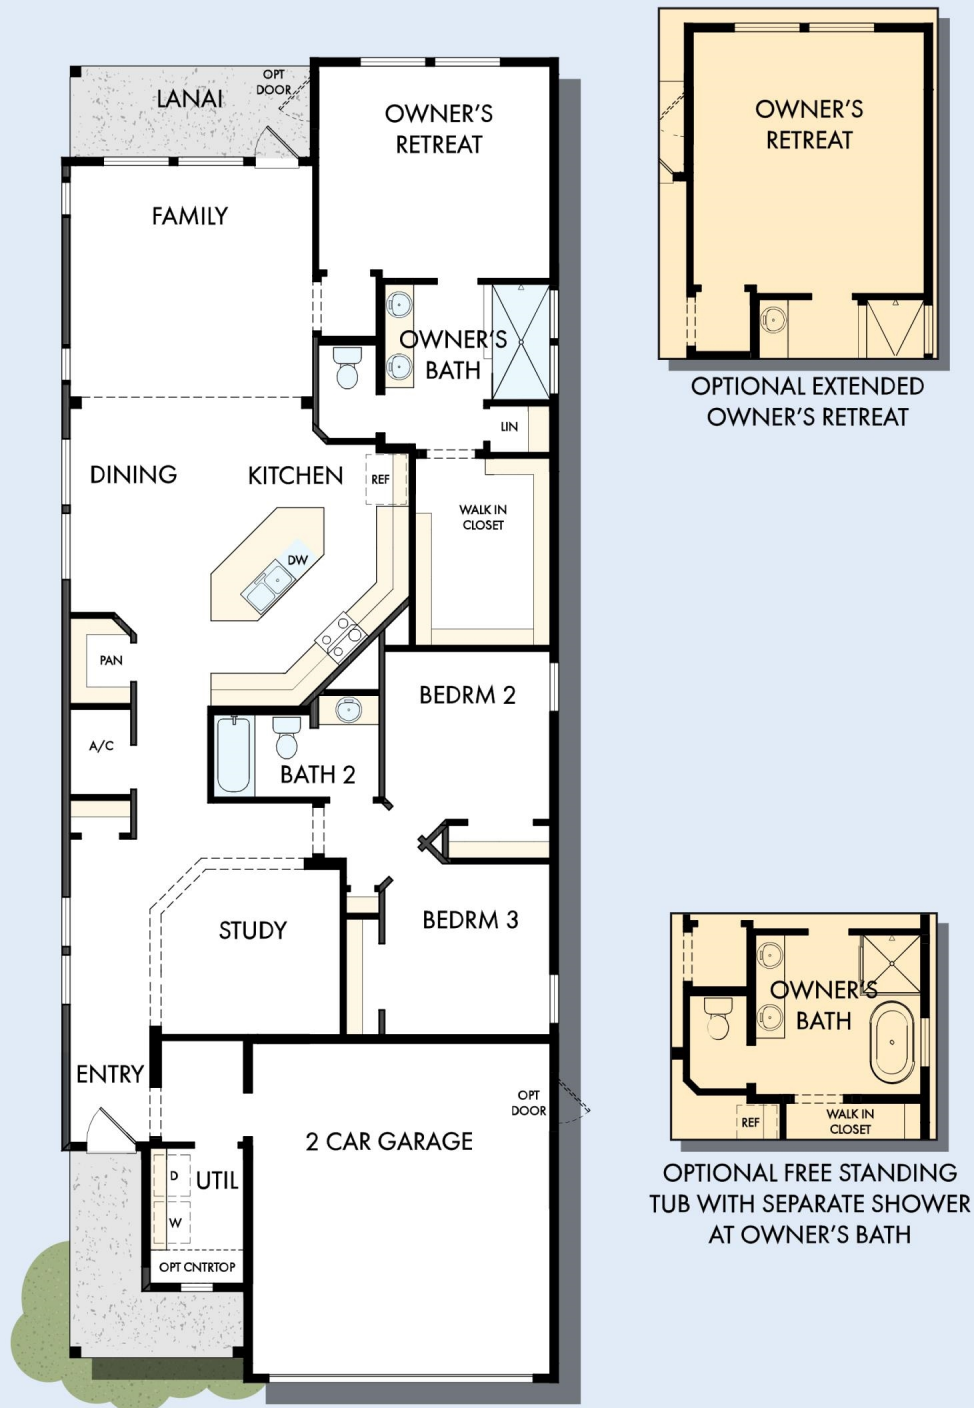 LANAI
OPT
DOOR
OWNER'S
RETREAT
FAMILY
OWNER'S
BATH
LIN
DINING
KITCHEN
REF
WALK IN
CLOSET
DW
PAN
BEDRM 2
A/C
BATH 2
STUDY
BEDRM 3
ENTRY
OPT
DOOR
2 CAR GARAGE
D
UTIL
W
OPT CNTRTOP
OWNER'S
RETREAT
OPTIONAL EXTENDED
OWNER'S RETREAT
OWNER'S
BATH
REF
WALK IN
CLOSET
OPTIONAL FREE STANDING
TUB WITH SEPARATE SHOWER
AT OWNER'S BATH